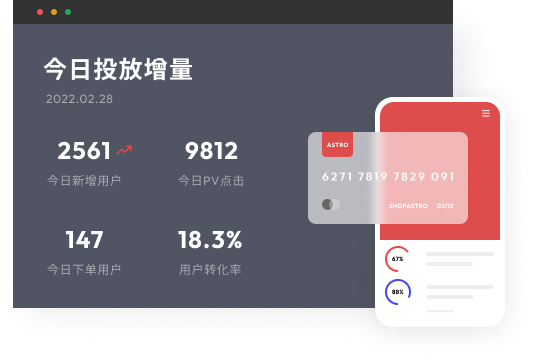 今日投放增量
2022.02.28
2561
9812
今日新增用户
今日PV点击
147
18.3%
今日下单用户
用户转化率
ASTRO
6271 7819 7829 091
SHOPASTRO 02/12
67%
88%